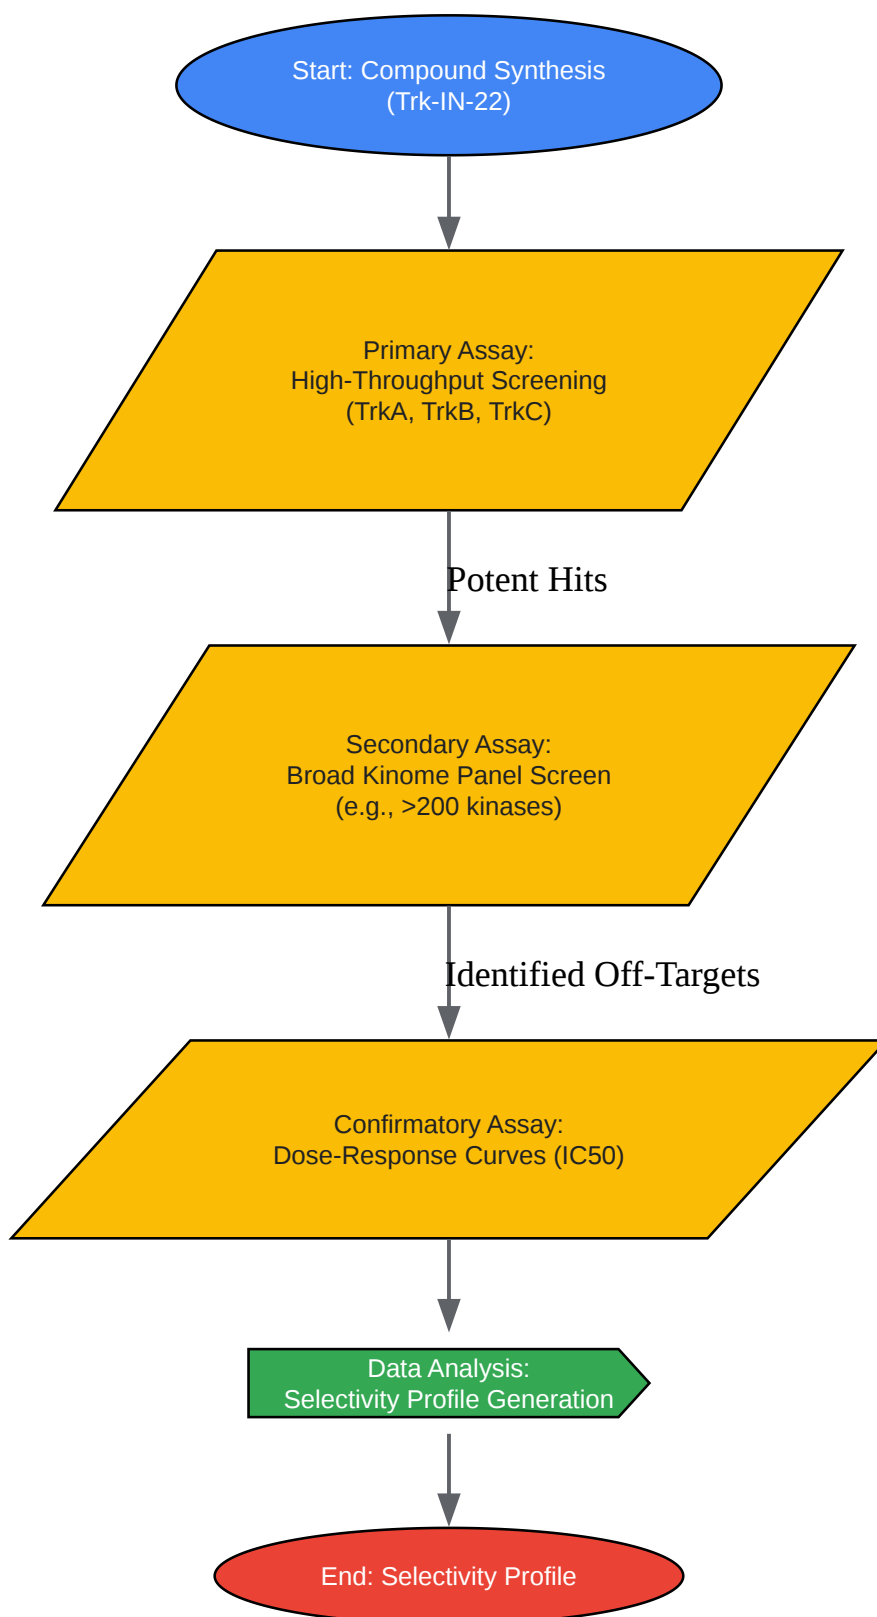 Start: Compound Synthesis
(Trk-IN-22)
Primary Assay:
High-Throughput Screening
(TrkA, TrkB, TrkC)
Potent Hits
Secondary Assay:
Broad Kinome Panel Screen
(e.g., >200 kinases)
Identified Off-Targets
Confirmatory Assay:
Dose-Response Curves (IC50)
Data Analysis:
Selectivity Profile Generation
End: Selectivity Profile